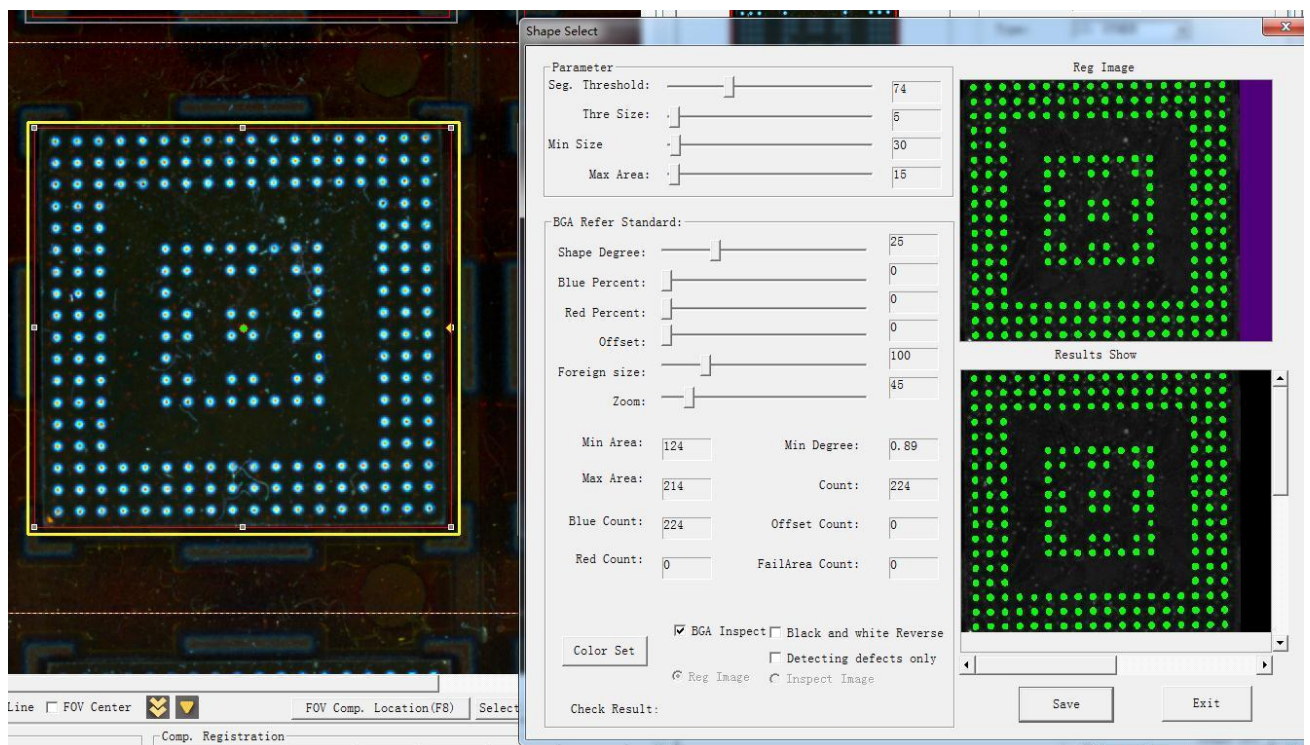 Shape Select
Parameter
Seg. Threshold: 74
Thre Size: 5
Min Size 30
Max Area: 15
BGA Refer Standard:
Shape Degree: 25
Blue Percent: 0
Red Percent: 0
Offset: 0
Foreign size: 100
Zoom: 45
Min Area: 124 Min Degree: 0.89
Max Area: 214 Count: 224
Blue Count: 224 Offset Count: 0
Red Count: 0 FailArea Count: 0
BGA Inspect Black and white Reverse
Color Set Detecting defects only
Reg Image Inspect Image
Check Result:
Reg Image
Results Show
Save Exit
Line FOV Center FOV Comp. Location(F8) Select
Comp. Registration